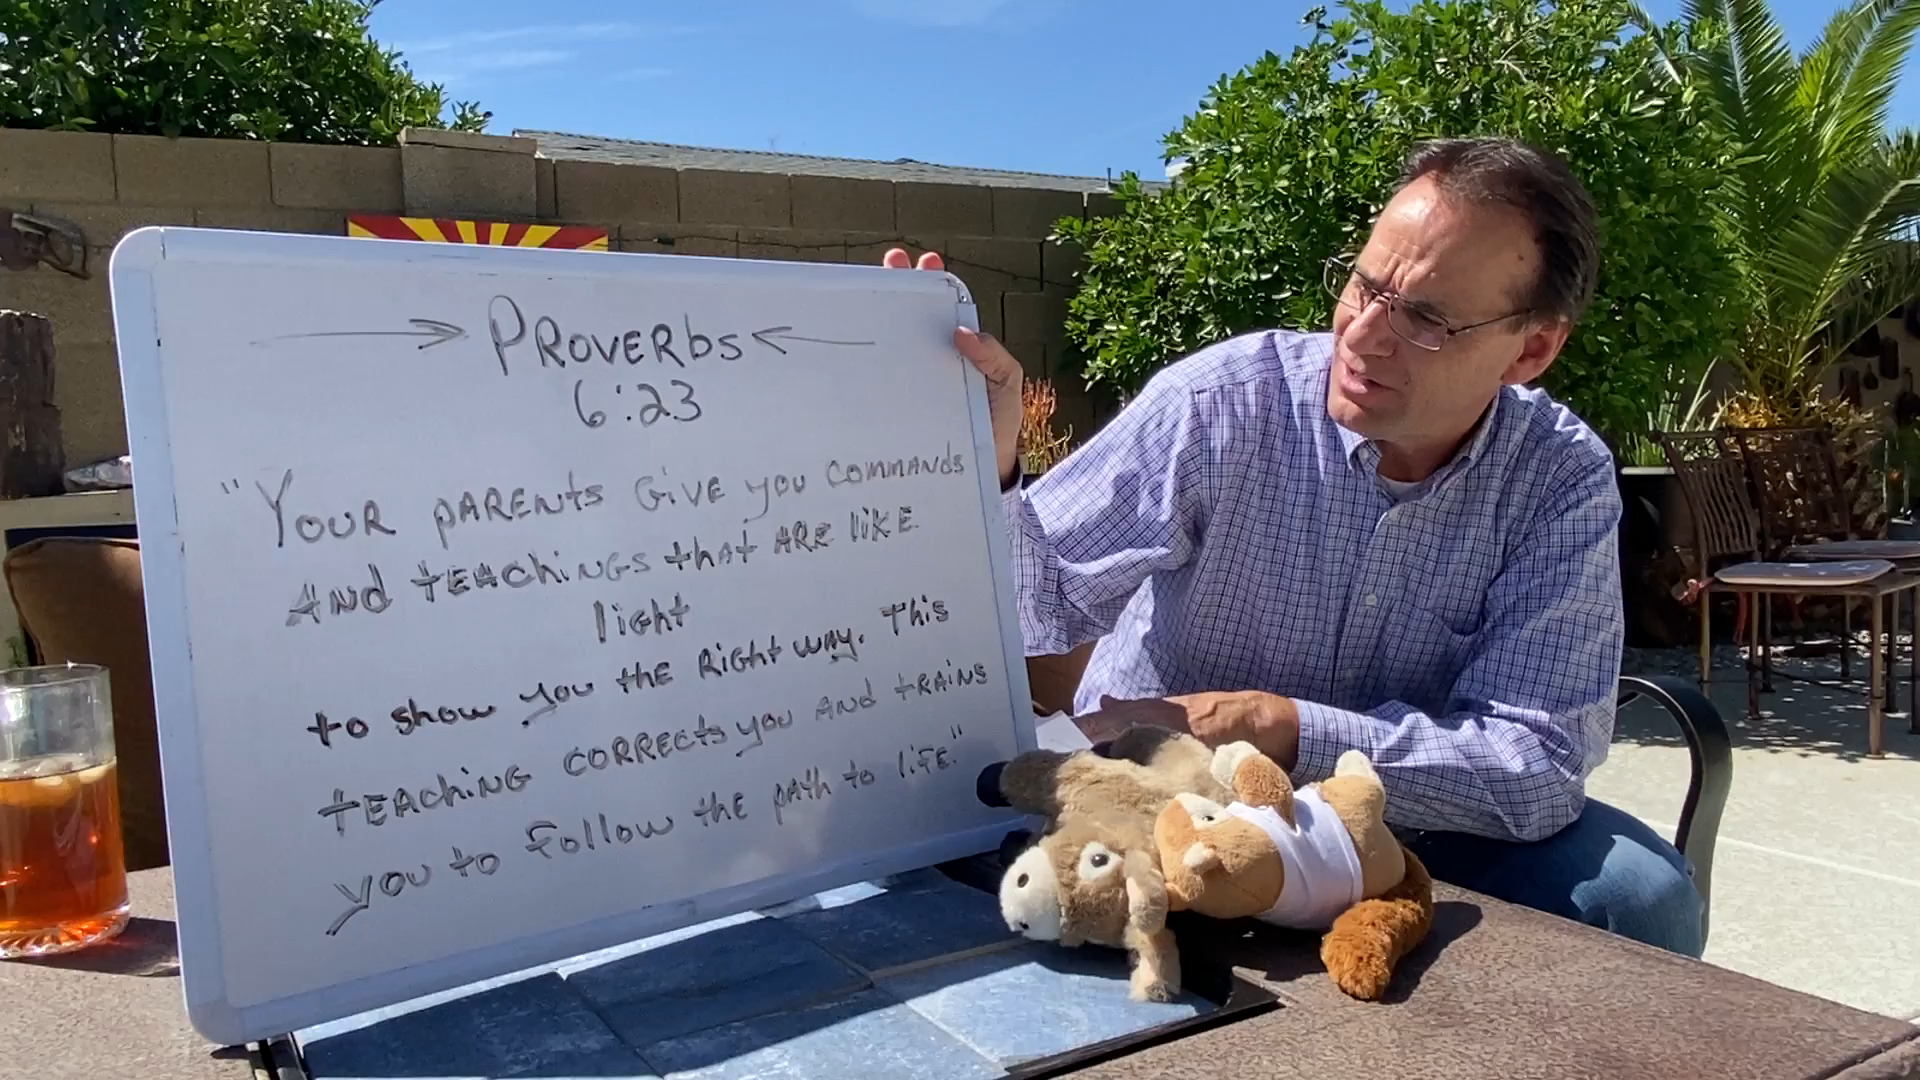 Proverbs
6:23
"Your parents give you commands
and teachings that are like
light
to show you the right way. This
teaching corrects you and trains
you to follow the path to life."